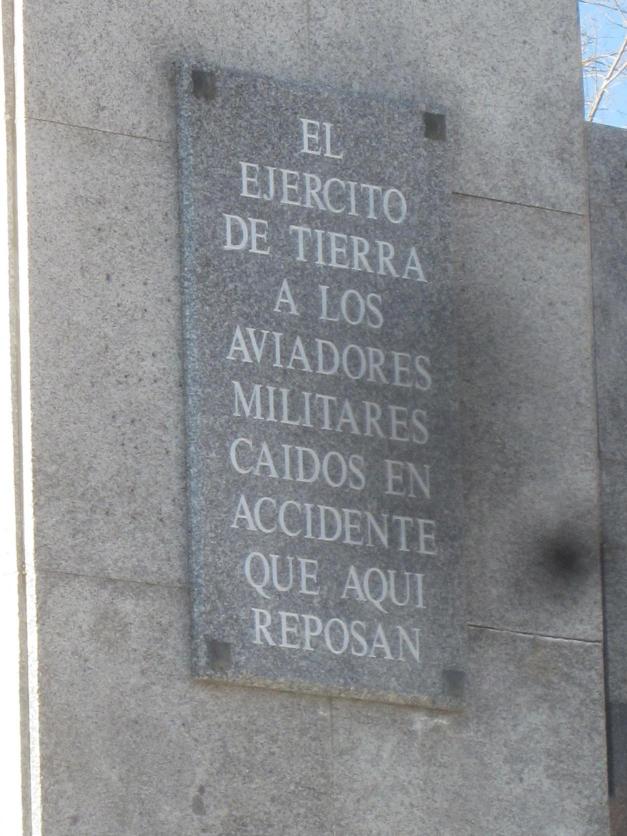 EL
EJERCITO
DE TIERRA
A LOS
AVIADORES
MILITARES
CAIDOS EN
ACCIDENTE
QUE AQUI
REPOSAN